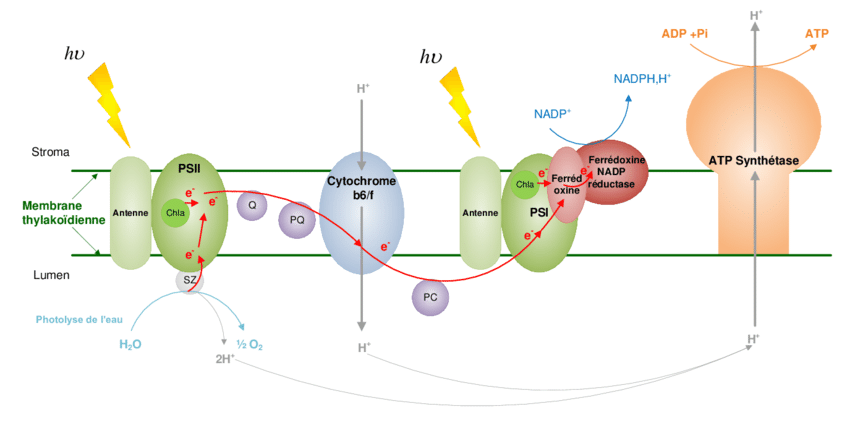 H⁺
ADP +Pi
ATP
hυ
hυ
NADPH,H⁺
H⁺
NADP⁺
Stroma
PSII
Cytochrome
b6/f
Ferrédoxine
NADP
réductase
ATP Synthétase
e⁻
e⁻
Chla
e⁻
e⁻
Chla
Ferréd
oxine
e⁻
Membrane
thylakoïdienne
Antenne
Q
PQ
Antenne
PSI
e⁻
e⁻
e⁻
Lumen
SZ
PC
Photolyse de l'eau
H₂O
½ O₂
2H⁺
H⁺
H⁺